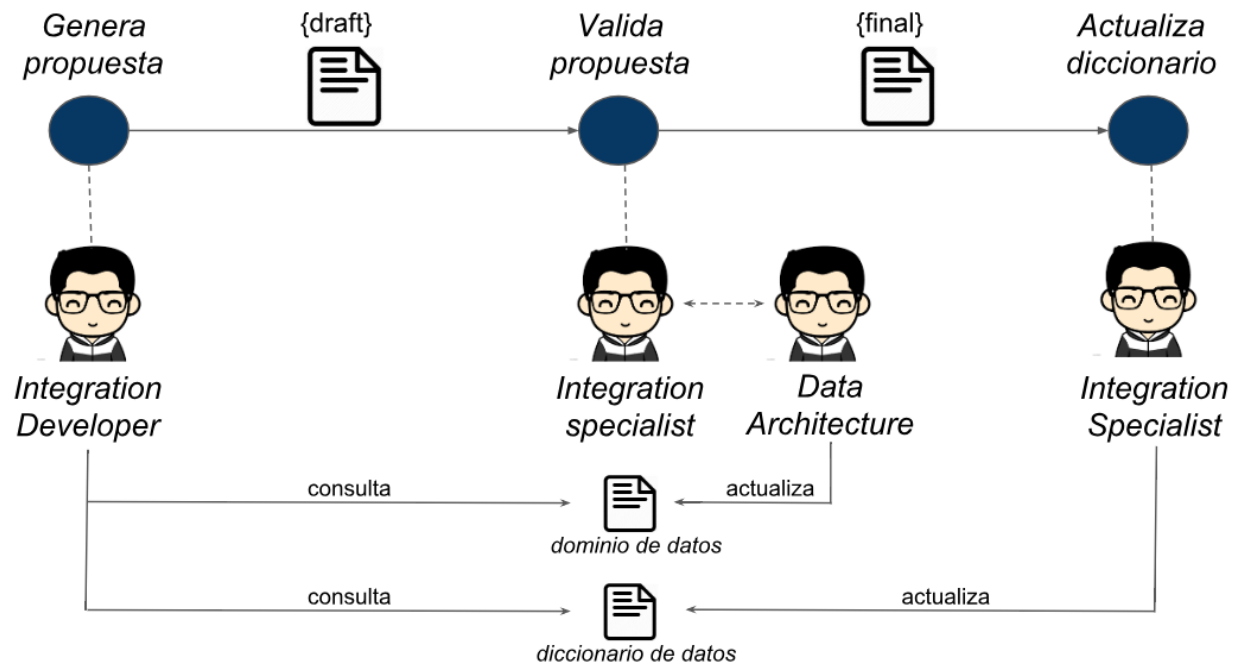 Genera
propuesta
{draft}
Valida
propuesta
{final}
Actualiza
diccionario
Integration
Developer
Integration
specialist
Data
Architecture
Integration
Specialist
consulta
actualiza
dominio de datos
consulta
actualiza
diccionario de datos